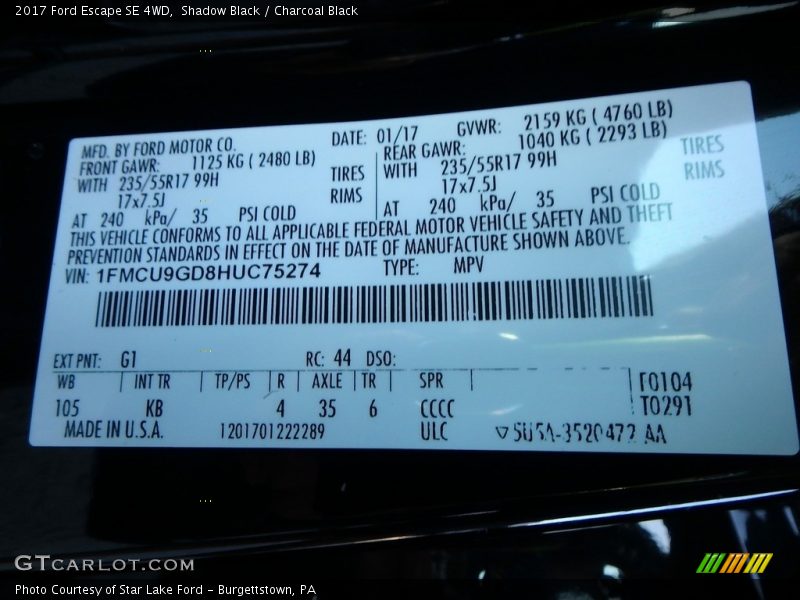 2017 Ford Escape SE 4WD, Shadow Black / Charcoal Black
MFD. BY FORD MOTOR CO. DATE: 01/17 GVWR: 2159 KG ( 4760 LB)
FRONT GAWR: 1125 KG ( 2480 LB) REAR GAWR: 1040 KG ( 2293 LB)
WITH 235/55R17 99H TIRES WITH 235/55R17 99H TIRES
17x7.5J RIMS 17x7.5J RIMS
AT 240 kPa/ 35 PSI COLD AT 240 kPa/ 35 PSI COLD
THIS VEHICLE CONFORMS TO ALL APPLICABLE FEDERAL MOTOR VEHICLE SAFETY AND THEFT
PREVENTION STANDARDS IN EFFECT ON THE DATE OF MANUFACTURE SHOWN ABOVE.
VIN: 1FMCU9GD8HUC75274 TYPE: MPV
EXT PNT: G1 RC: 44 DSO:
WB INT TR TP/PS R AXLE TR SPR F0104
105 KB 4 35 6 CCCC T0291
MADE IN U.S.A. 1201701222289 ULC ▽5U5A-3520472 AA
GTCARLOT.COM
Photo Courtesy of Star Lake Ford - Burgettstown, PA